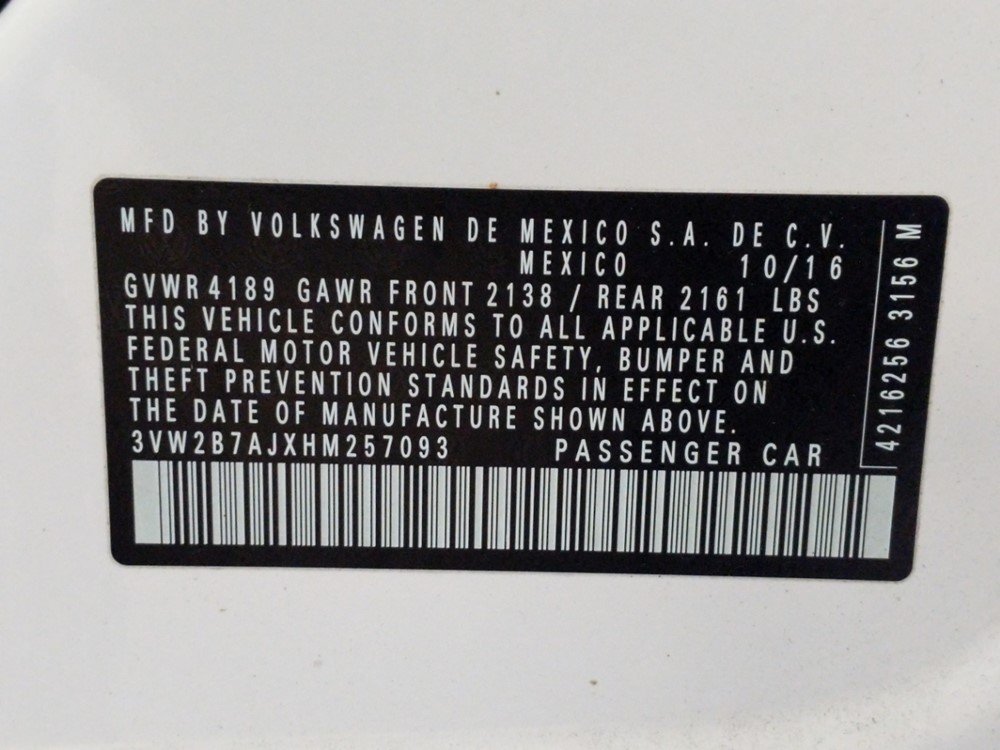 MFD BY VOLKSWAGEN DE MEXICO S.A. DE C.V.
MEXICO 10/16
GVWR 4189 GAWR FRONT 2138 / REAR 2161 LBS
THIS VEHICLE CONFORMS TO ALL APPLICABLE U.S.
FEDERAL MOTOR VEHICLE SAFETY, BUMPER AND
THEFT PREVENTION STANDARDS IN EFFECT ON
THE DATE OF MANUFACTURE SHOWN ABOVE.
3VW2B7AJXHM257093 PASSENGER CAR
4216256 3156 M